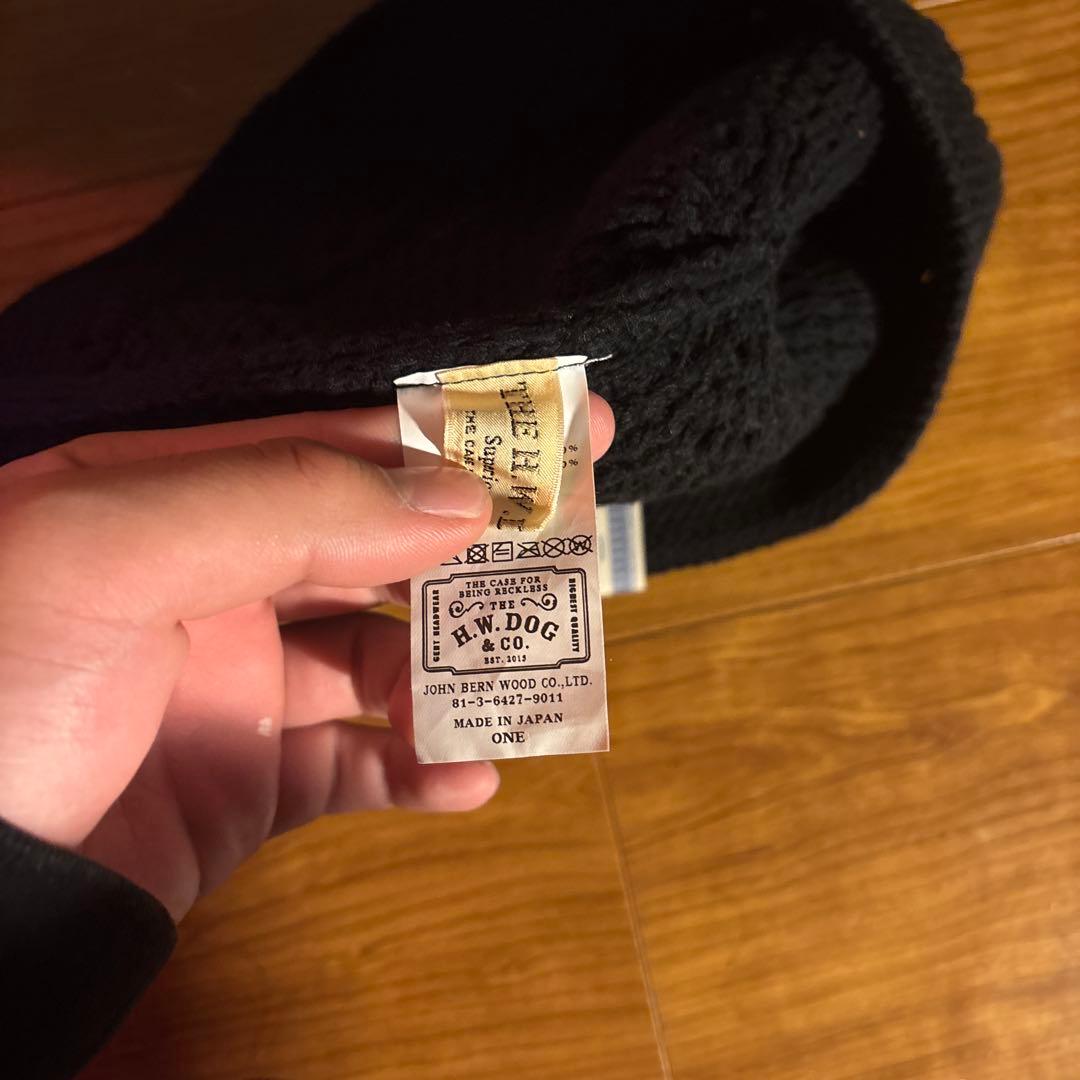 THE H.W.
THE
%
%
THE CASE FOR
BEING RECKLESS
GENT HEADWEAR
HIGHEST QUALITY
THE
H.W. DOG
& CO.
EST. 2013
JOHN BERN WOOD CO.,LTD.
81-3-6427-9011
MADE IN JAPAN
ONE